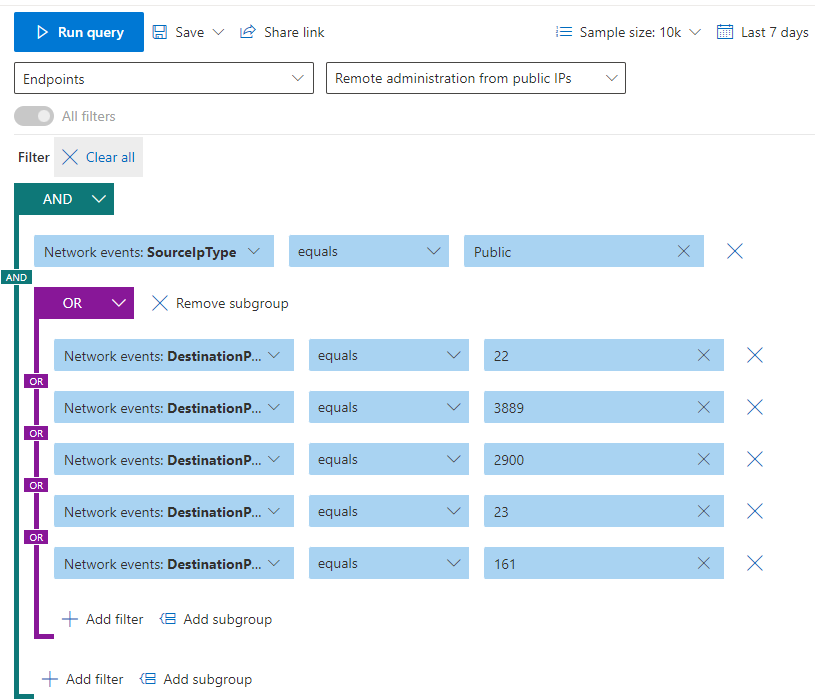 Run query Save Share link Sample size: 10k Last 7 days
Endpoints Remote administration from public IPs
All filters
Filter Clear all
AND
Network events: SourceIpType equals Public
AND
OR Remove subgroup
Network events: DestinationP... equals 22
OR
Network events: DestinationP... equals 3889
OR
Network events: DestinationP... equals 2900
OR
Network events: DestinationP... equals 23
OR
Network events: DestinationP... equals 161
Add filter Add subgroup
Add filter Add subgroup